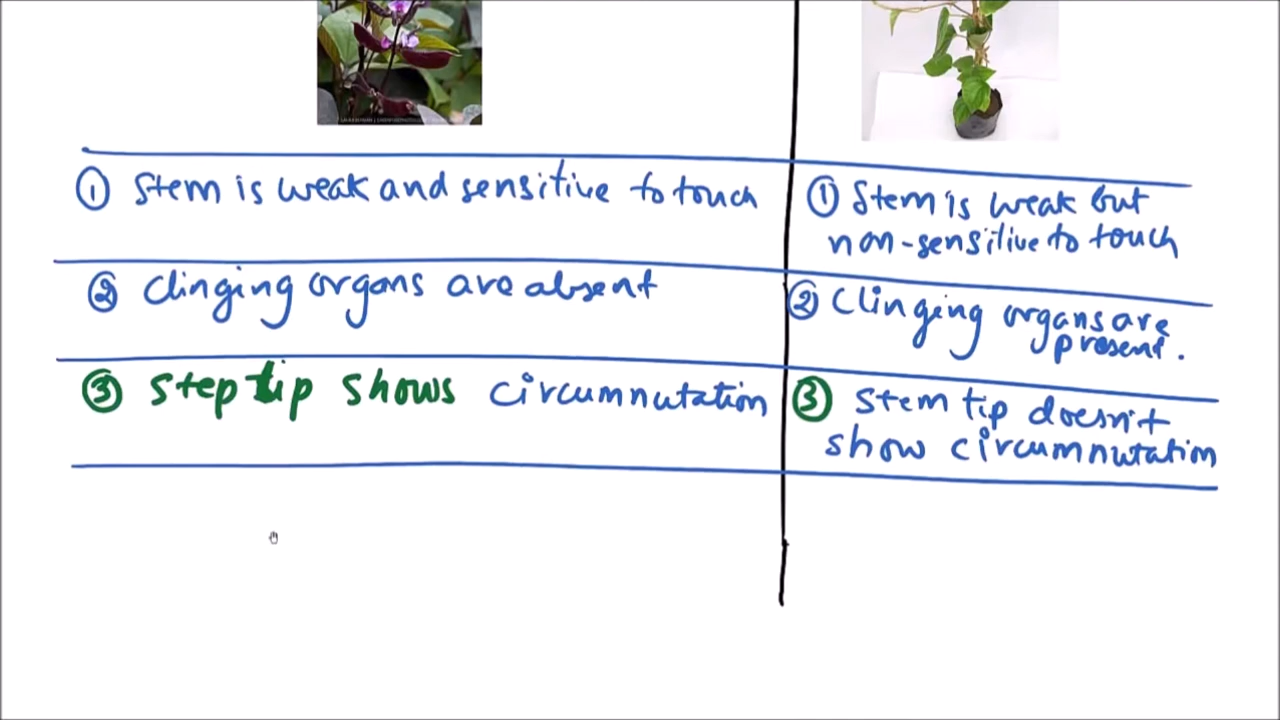 ① Stem is weak and sensitive to touch
② Clinging organs are absent
③ Step tip shows circumnutation
① Stem is weak but
non-sensitive to touch
② Clinging organs are
present.
③ Stem tip doesn't
show circumnutation